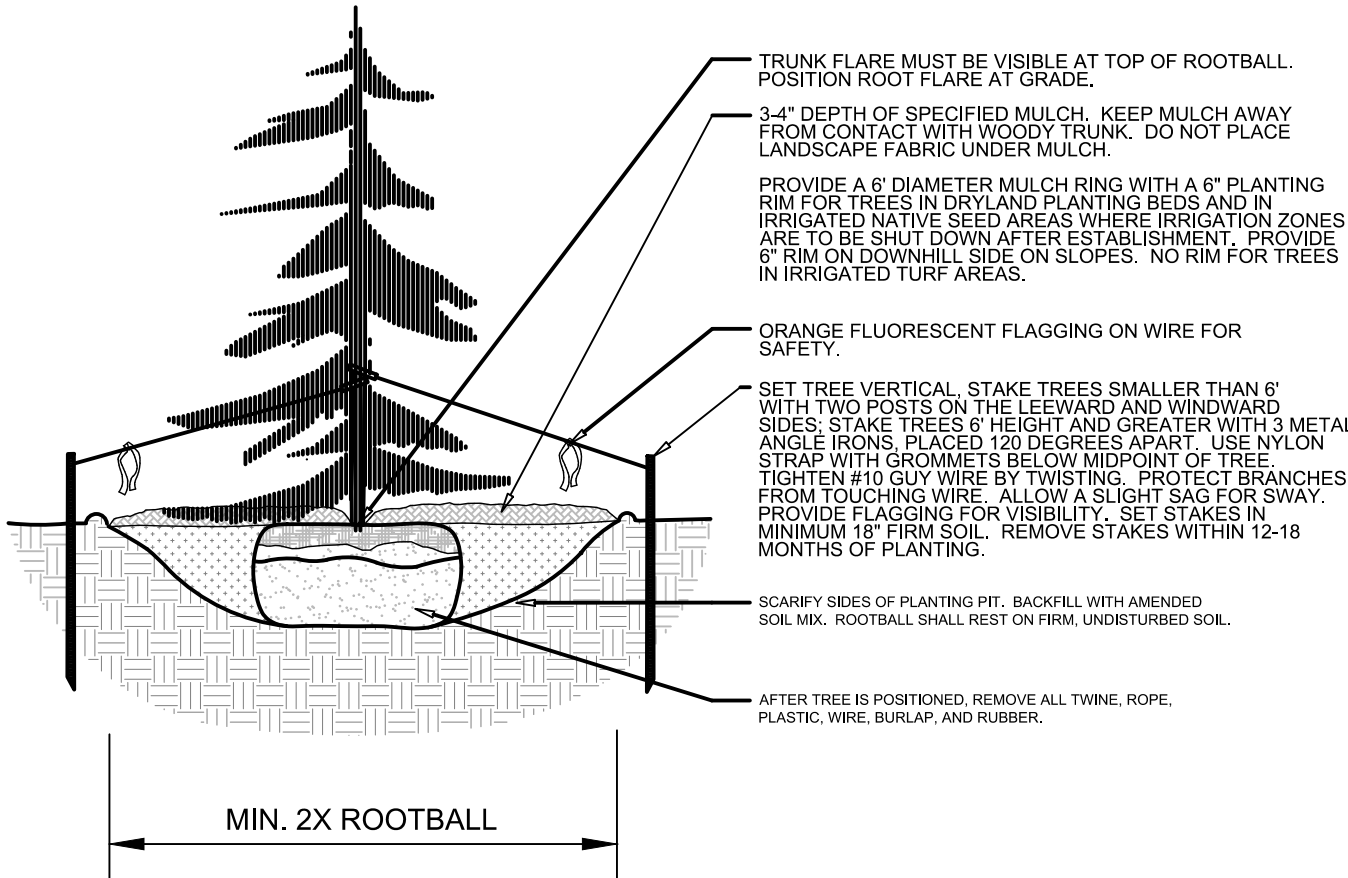 TRUNK FLARE MUST BE VISIBLE AT TOP OF ROOTBALL.
POSITION ROOT FLARE AT GRADE.
3-4" DEPTH OF SPECIFIED MULCH. KEEP MULCH AWAY
FROM CONTACT WITH WOODY TRUNK. DO NOT PLACE
LANDSCAPE FABRIC UNDER MULCH.
PROVIDE A 6' DIAMETER MULCH RING WITH A 6" PLANTING
RIM FOR TREES IN DRYLAND PLANTING BEDS AND IN
IRRIGATED NATIVE SEED AREAS WHERE IRRIGATION ZONES
ARE TO BE SHUT DOWN AFTER ESTABLISHMENT. PROVIDE
6" RIM ON DOWNHILL SIDE ON SLOPES. NO RIM FOR TREES
IN IRRIGATED TURF AREAS.
ORANGE FLUORESCENT FLAGGING ON WIRE FOR
SAFETY.
SET TREE VERTICAL, STAKE TREES SMALLER THAN 6'
WITH TWO POSTS ON THE LEEWARD AND WINDWARD
SIDES; STAKE TREES 6' HEIGHT AND GREATER WITH 3 METAL
ANGLE IRONS, PLACED 120 DEGREES APART. USE NYLON
STRAP WITH GROMMETS BELOW MIDPOINT OF TREE.
TIGHTEN #10 GUY WIRE BY TWISTING. PROTECT BRANCHES
FROM TOUCHING WIRE. ALLOW A SLIGHT SAG FOR SWAY.
PROVIDE FLAGGING FOR VISIBILITY. SET STAKES IN
MINIMUM 18" FIRM SOIL. REMOVE STAKES WITHIN 12-18
MONTHS OF PLANTING.
SCARIFY SIDES OF PLANTING PIT. BACKFILL WITH AMENDED
SOIL MIX. ROOTBALL SHALL REST ON FIRM, UNDISTURBED SOIL.
AFTER TREE IS POSITIONED, REMOVE ALL TWINE, ROPE,
PLASTIC, WIRE, BURLAP, AND RUBBER.
MIN. 2X ROOTBALL